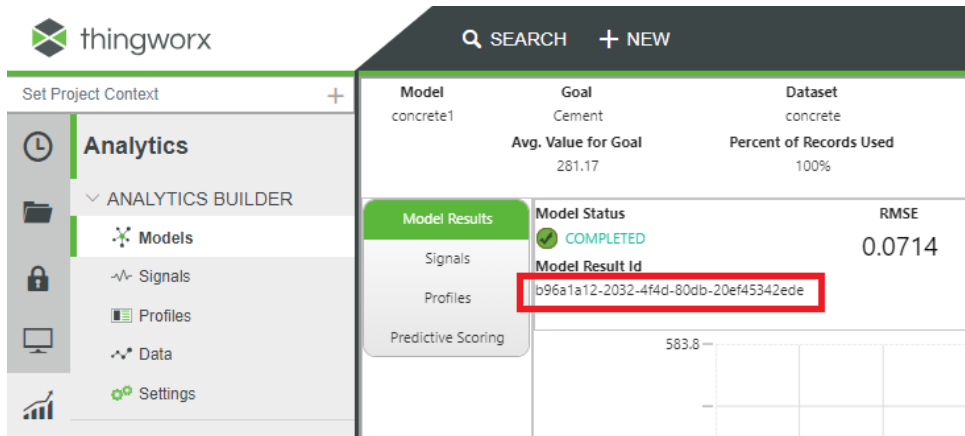 thingworx
SEARCH
NEW
Set Project Context
Analytics
ANALYTICS BUILDER
Models
Signals
Profiles
Data
Settings
Model Goal Dataset
concrete1 Cement concrete
Avg. Value for Goal Percent of Records Used
281.17 100%
Model Results
Signals
Profiles
Predictive Scoring
Model Status RMSE
COMPLETED 0.0714
Model Result Id
b96a1a12-2032-4f4d-80db-20ef45342ede
583.8